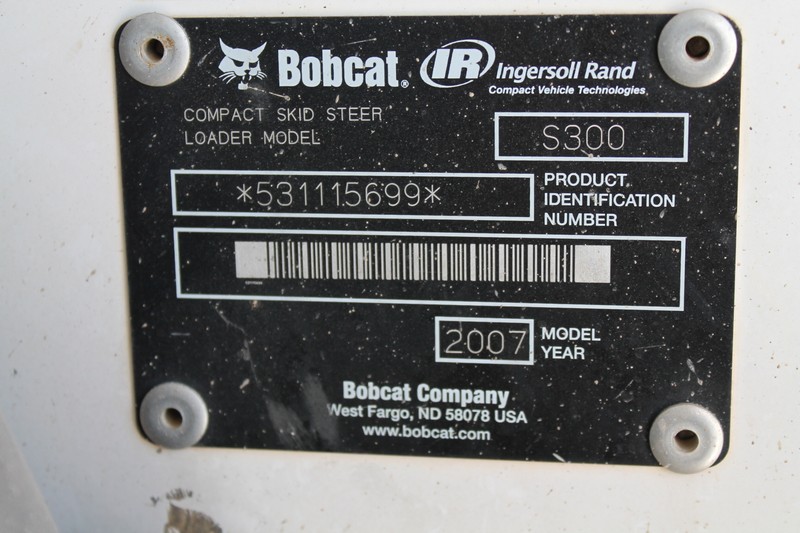 Bobcat® IR Ingersoll Rand
Compact Vehicle Technologies
COMPACT SKID STEER
LOADER MODEL
S300
*531115699*
PRODUCT
IDENTIFICATION
NUMBER
2007
MODEL
YEAR
Bobcat Company
West Fargo, ND 58078 USA
www.bobcat.com